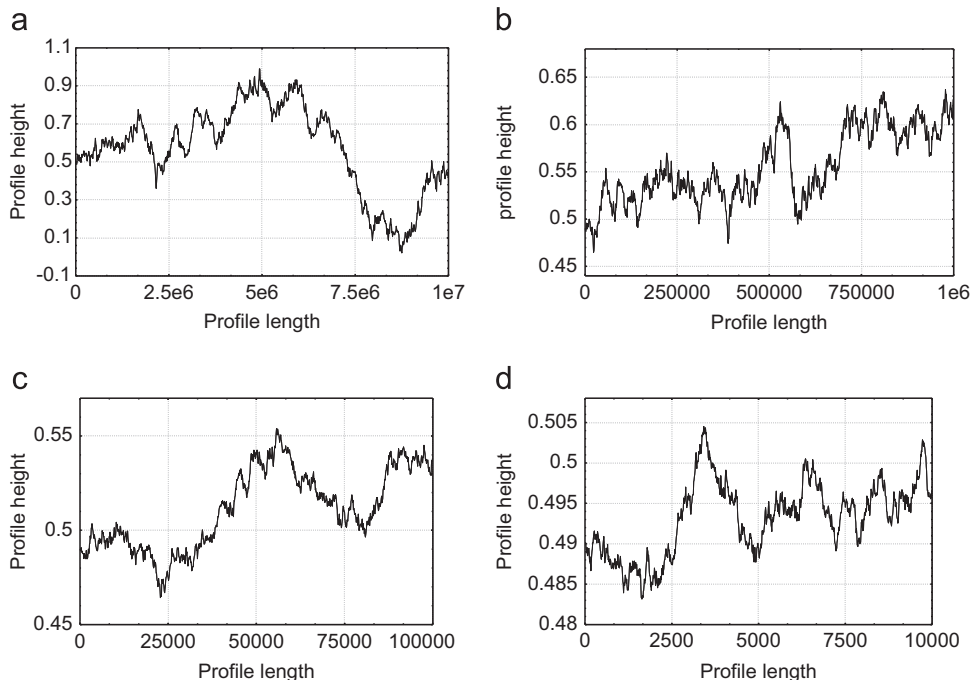 a
1.1
0.9
0.7
0.5
0.3
0.1
-0.1
Profile height
0 2.5e6 5e6 7.5e6 1e7
Profile length
b
0.65
0.6
0.55
0.5
0.45
profile height
0 250000 500000 750000 1e6
Profile length
c
0.55
0.5
0.45
Profile height
0 25000 50000 75000 100000
Profile length
d
0.505
0.5
0.495
0.49
0.485
0.48
Profile height
0 2500 5000 7500 10000
Profile length